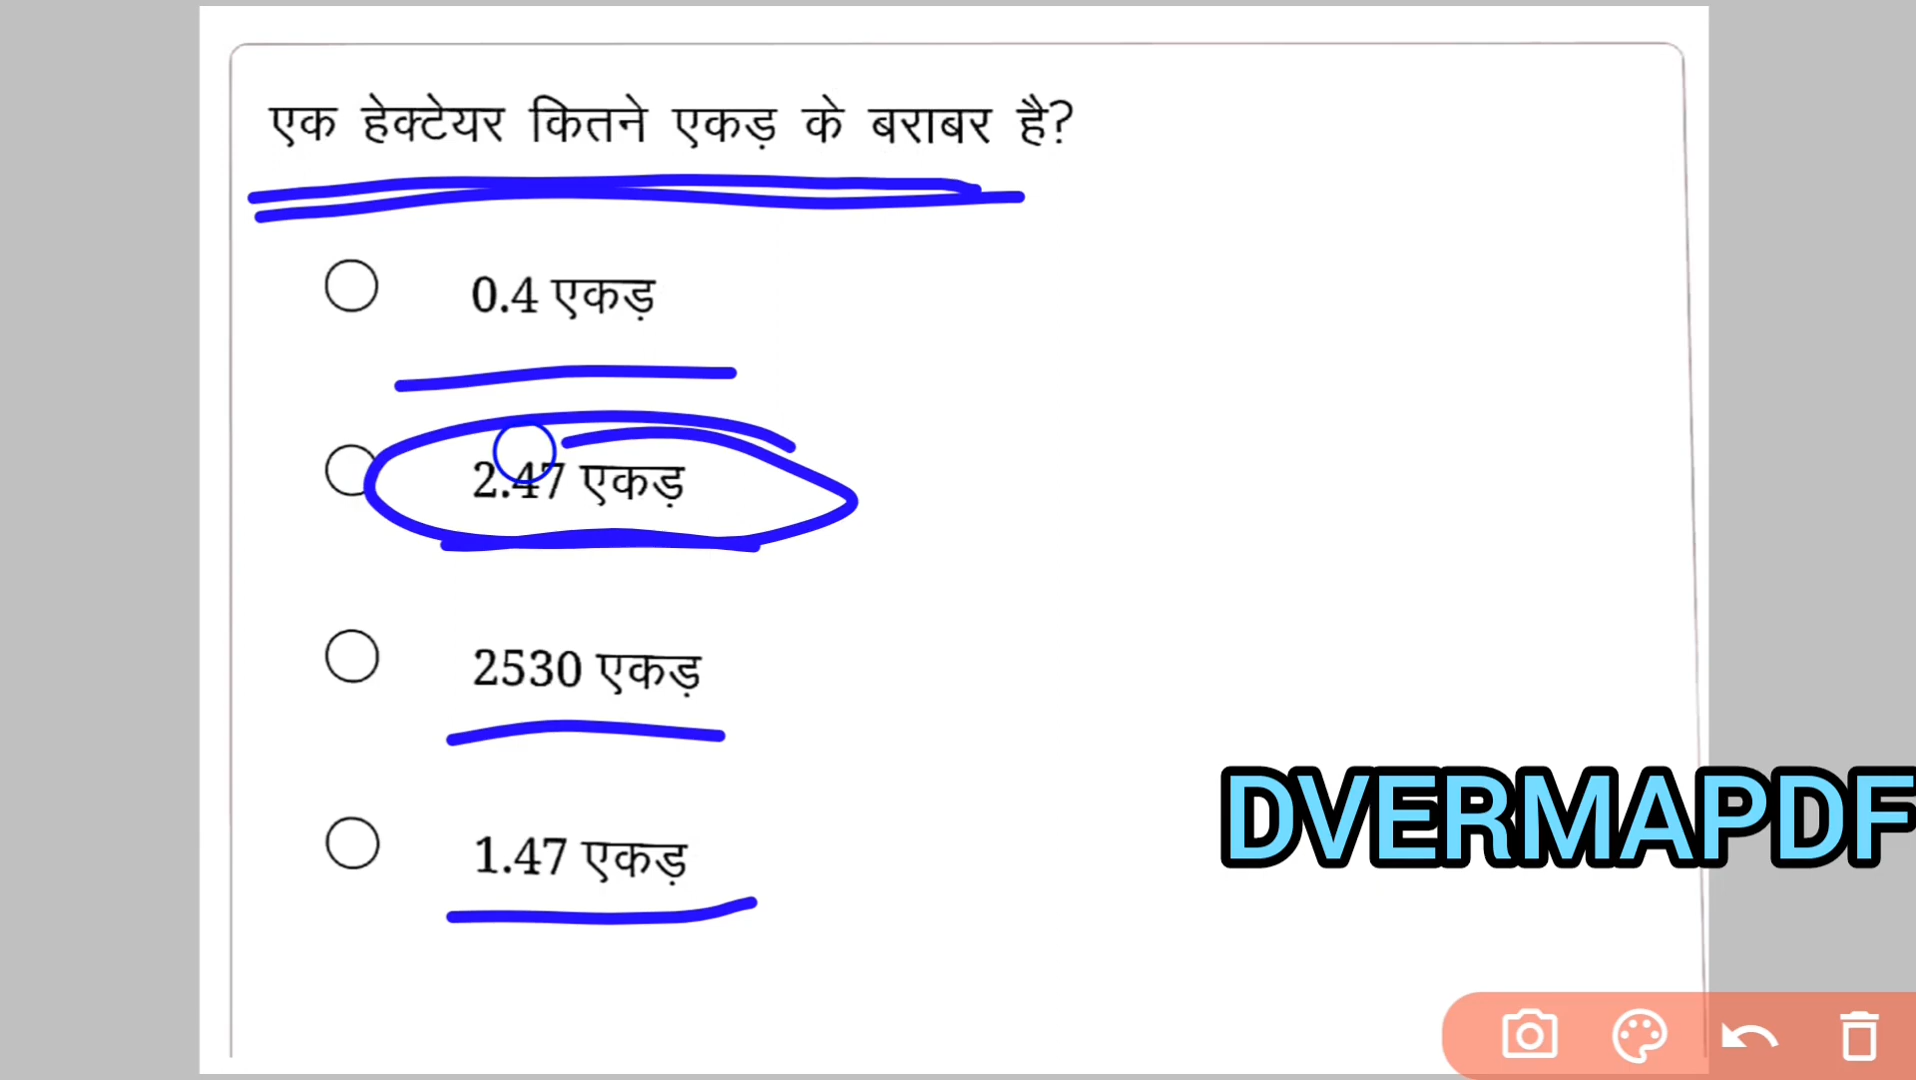 एक हेक्टेयर कितने एकड़ के बराबर है?
0.4 एकड़
2.47 एकड़
2530 एकड़
1.47 एकड़
DVERMAPDF